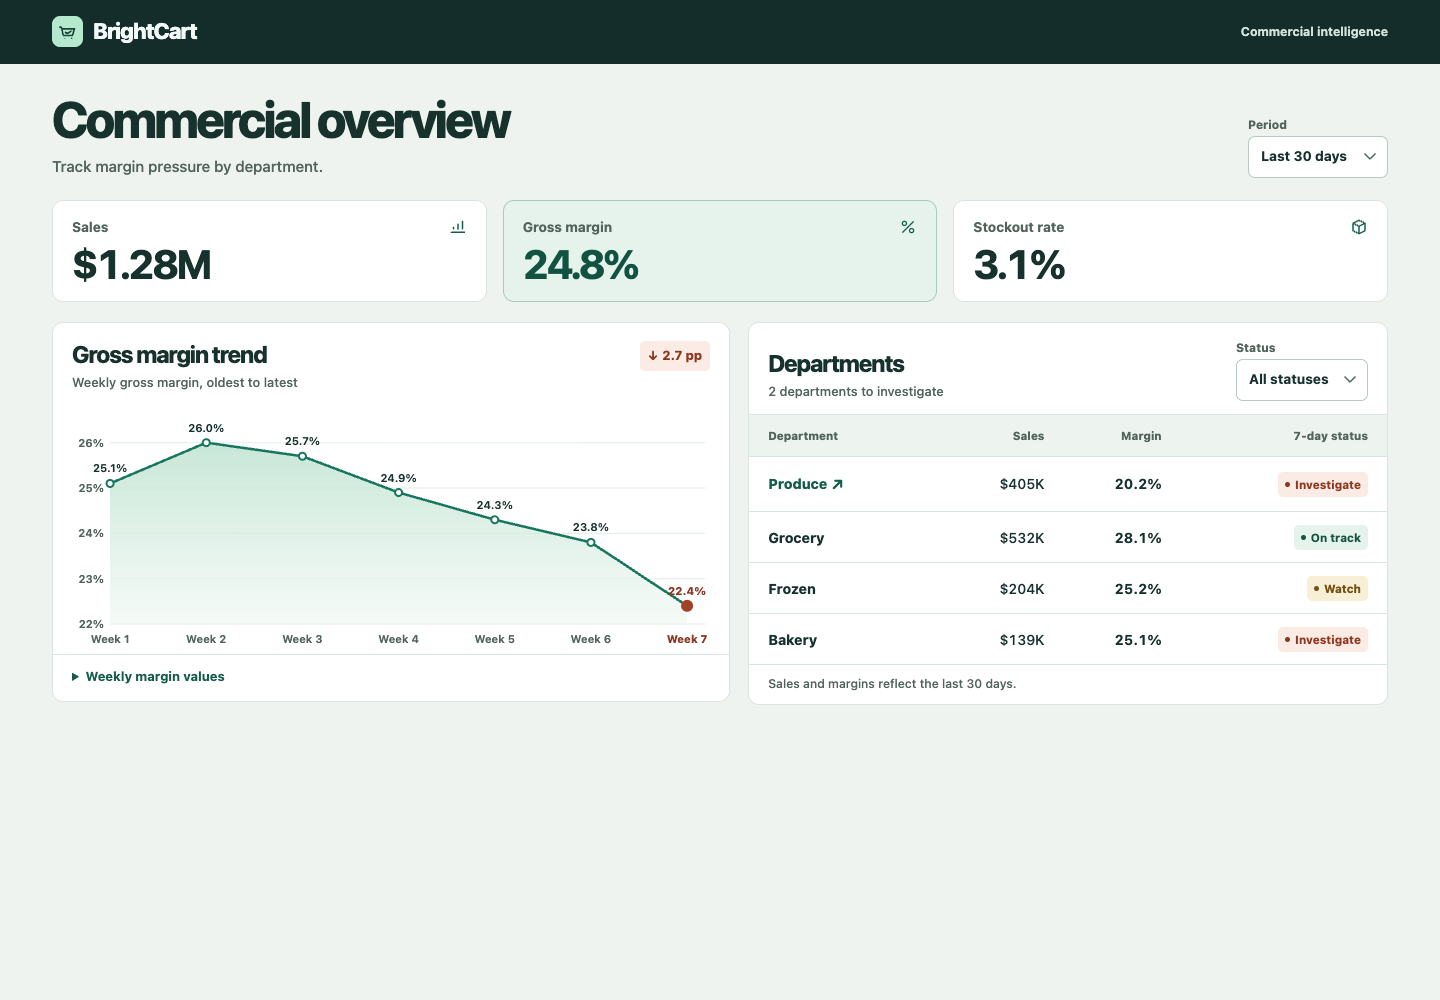 BrightCart
Commercial intelligence
Commercial overview
Track margin pressure by department.
Period
Last 30 days
Sales
$1.28M
Gross margin
24.8%
Stockout rate
3.1%
Gross margin trend
Weekly gross margin, oldest to latest
↓ 2.7 pp
26%
25%
24%
23%
22%
25.1%
26.0%
25.7%
24.9%
24.3%
23.8%
22.4%
Week 1 Week 2 Week 3 Week 4 Week 5 Week 6 Week 7
Weekly margin values
Departments
2 departments to investigate
Status
All statuses
Department Sales Margin 7-day status
Produce ↗ $405K 20.2% • Investigate
Grocery $532K 28.1% • On track
Frozen $204K 25.2% • Watch
Bakery $139K 25.1% • Investigate
Sales and margins reflect the last 30 days.